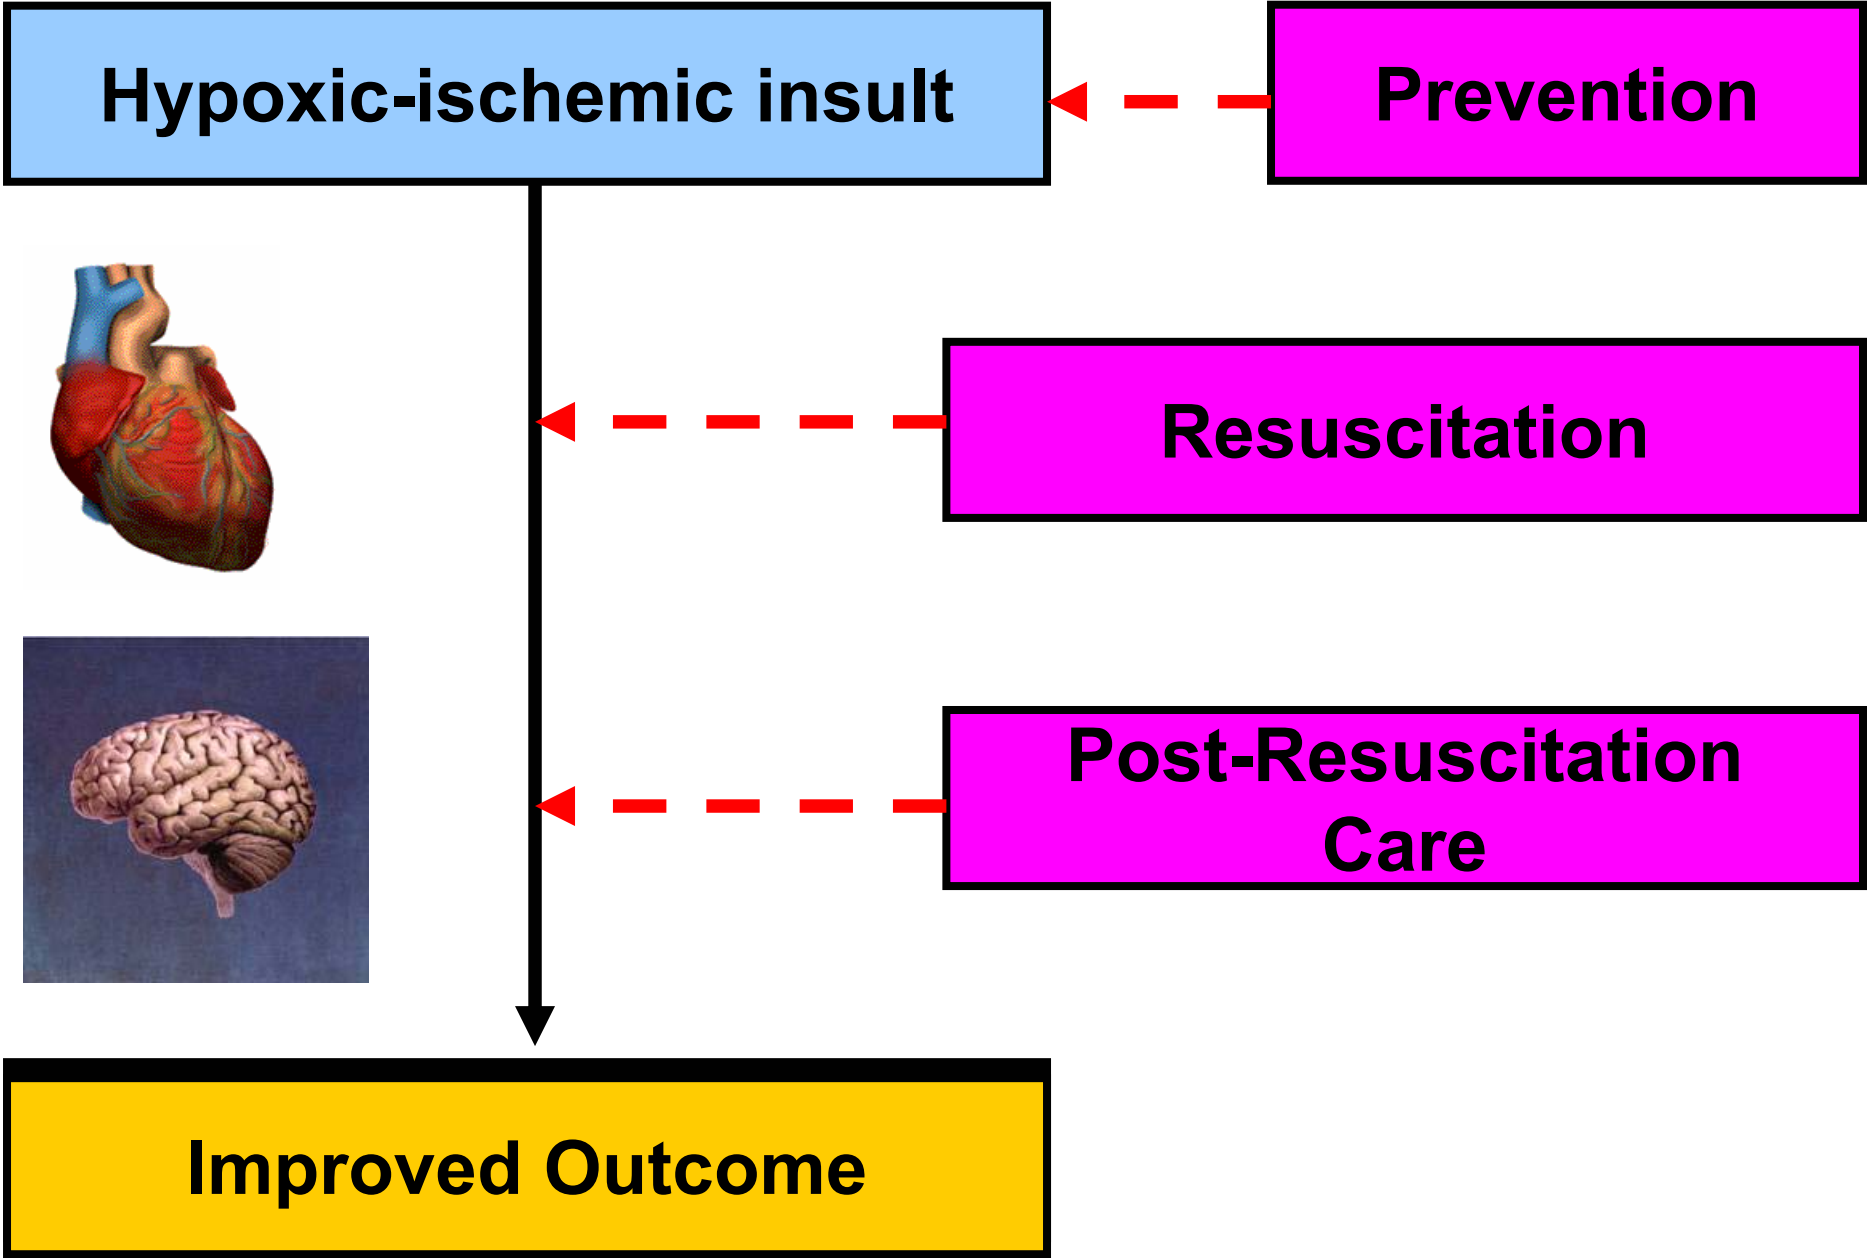 Hypoxic-ischemic insult
Prevention
Resuscitation
Post-Resuscitation
Care
Improved Outcome